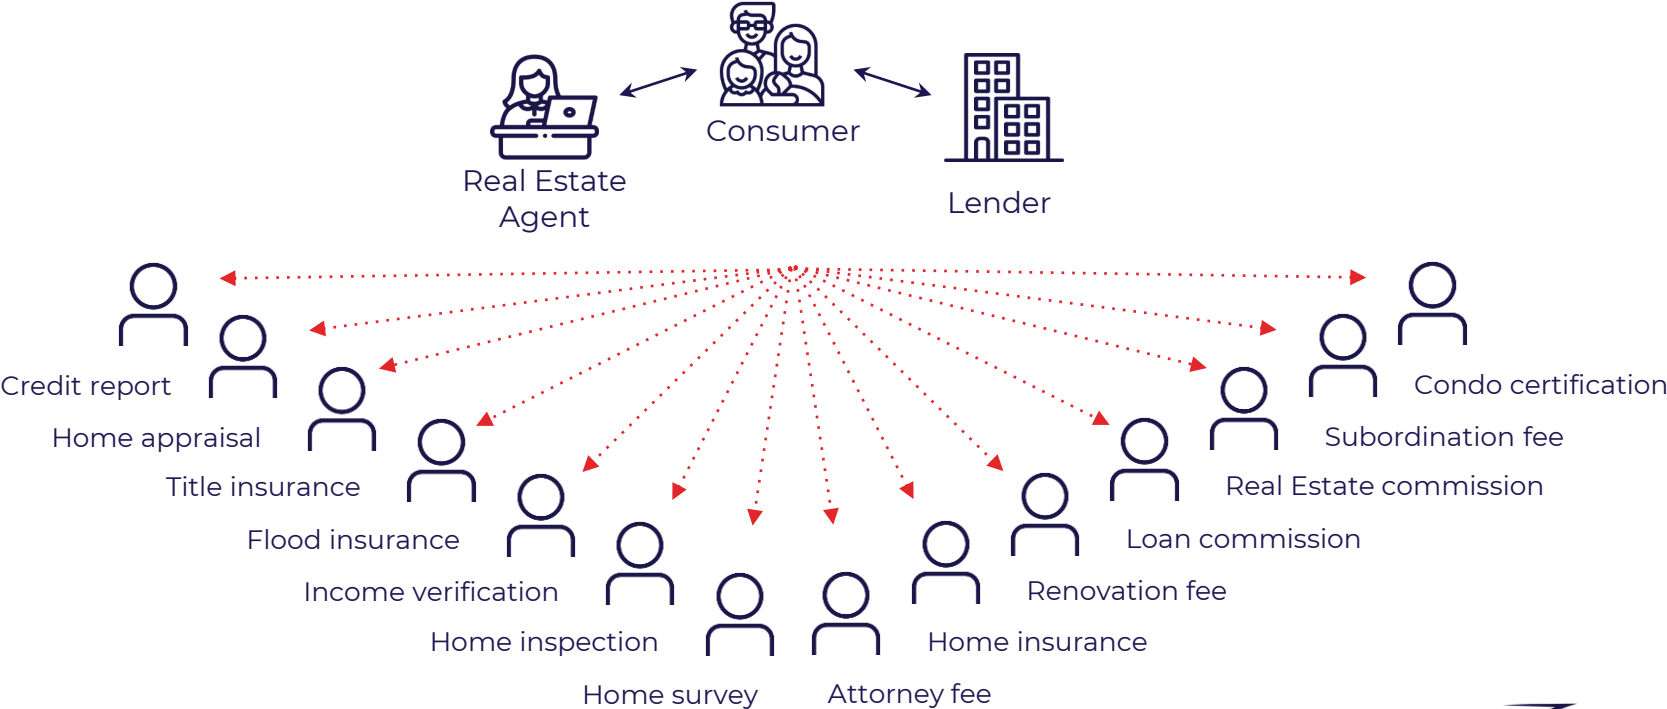 Consumer
Real Estate
Agent
Lender
Credit report
Condo certification
Home appraisal
Subordination fee
Title insurance
Real Estate commission
Flood insurance
Loan commission
Income verification
Renovation fee
Home inspection
Home insurance
Home survey
Attorney fee